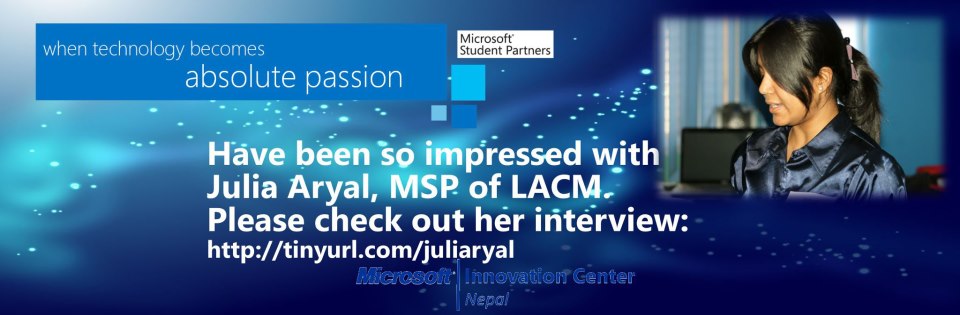 when technology becomes
absolute passion
Microsoft®
Student Partners
Have been so impressed with
Julia Aryal, MSP of LACM.
Please check out her interview:
http://tinyurl.com/juliaryal
Microsoft® | Innovation Center
Nepal